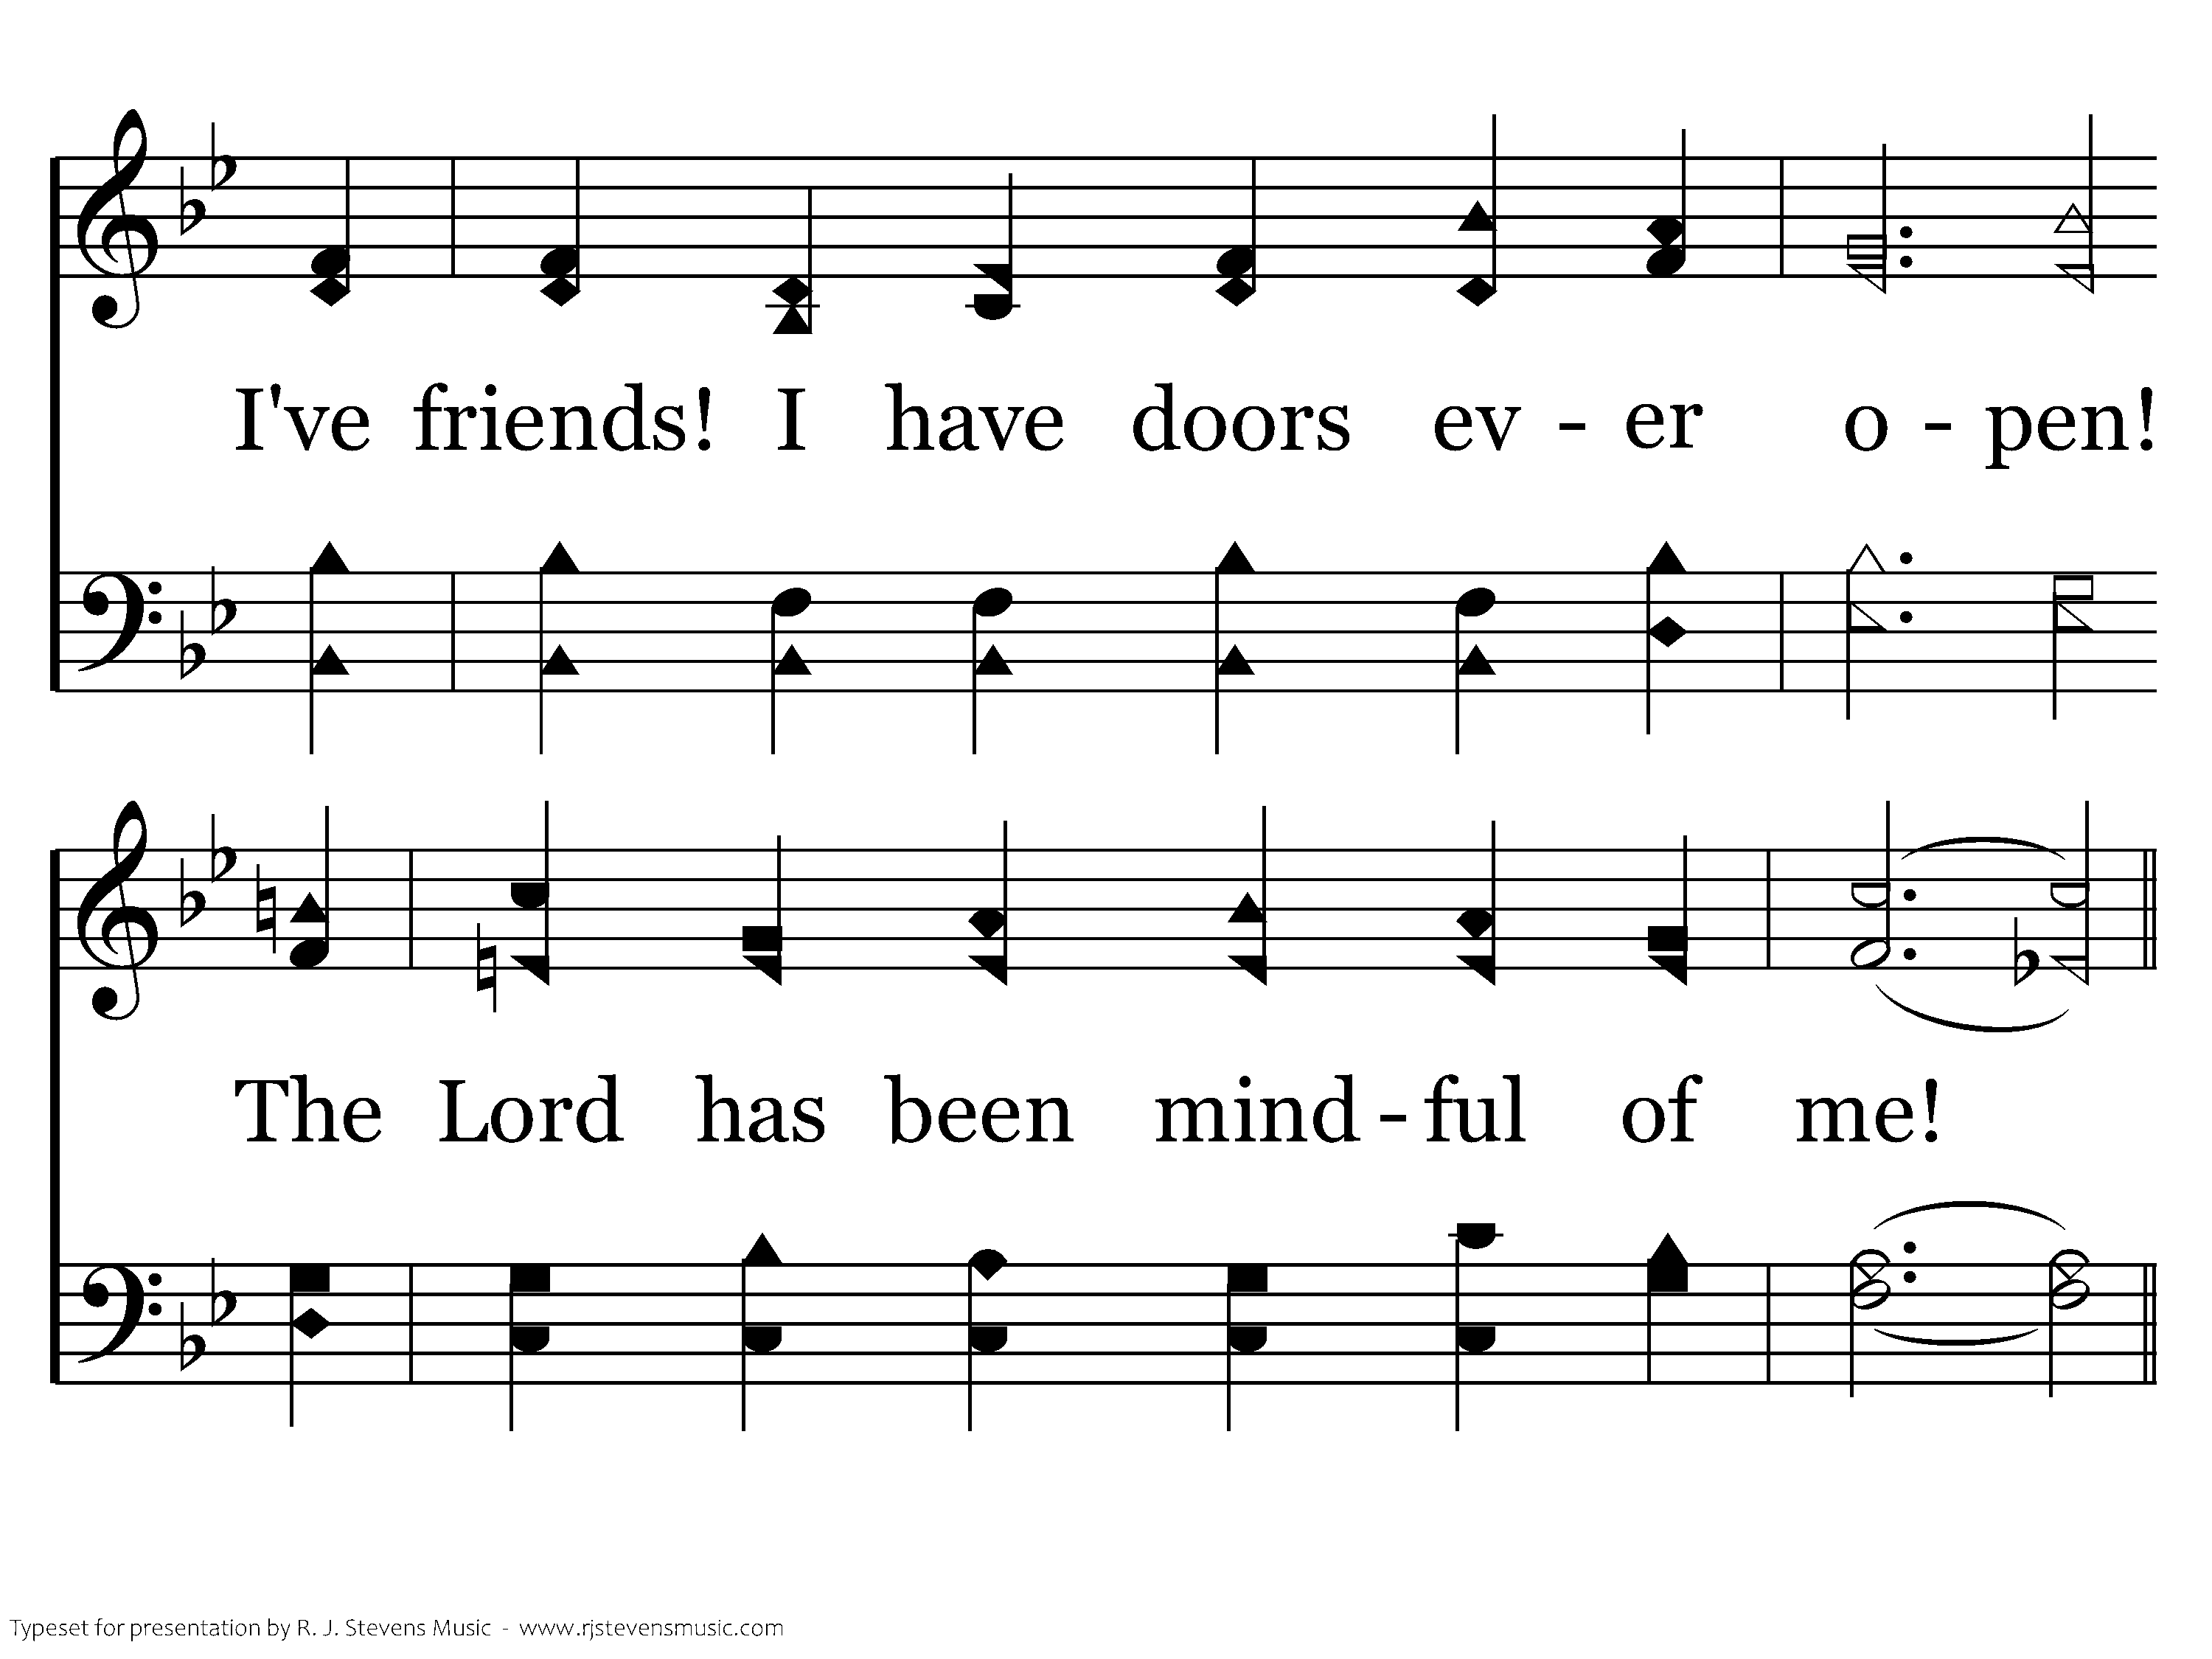 I've friends! I have doors ev - er o - pen!
The Lord has been mind - ful of me!
Typeset for presentation by R. J. Stevens Music - www.rjstevensmusic.com